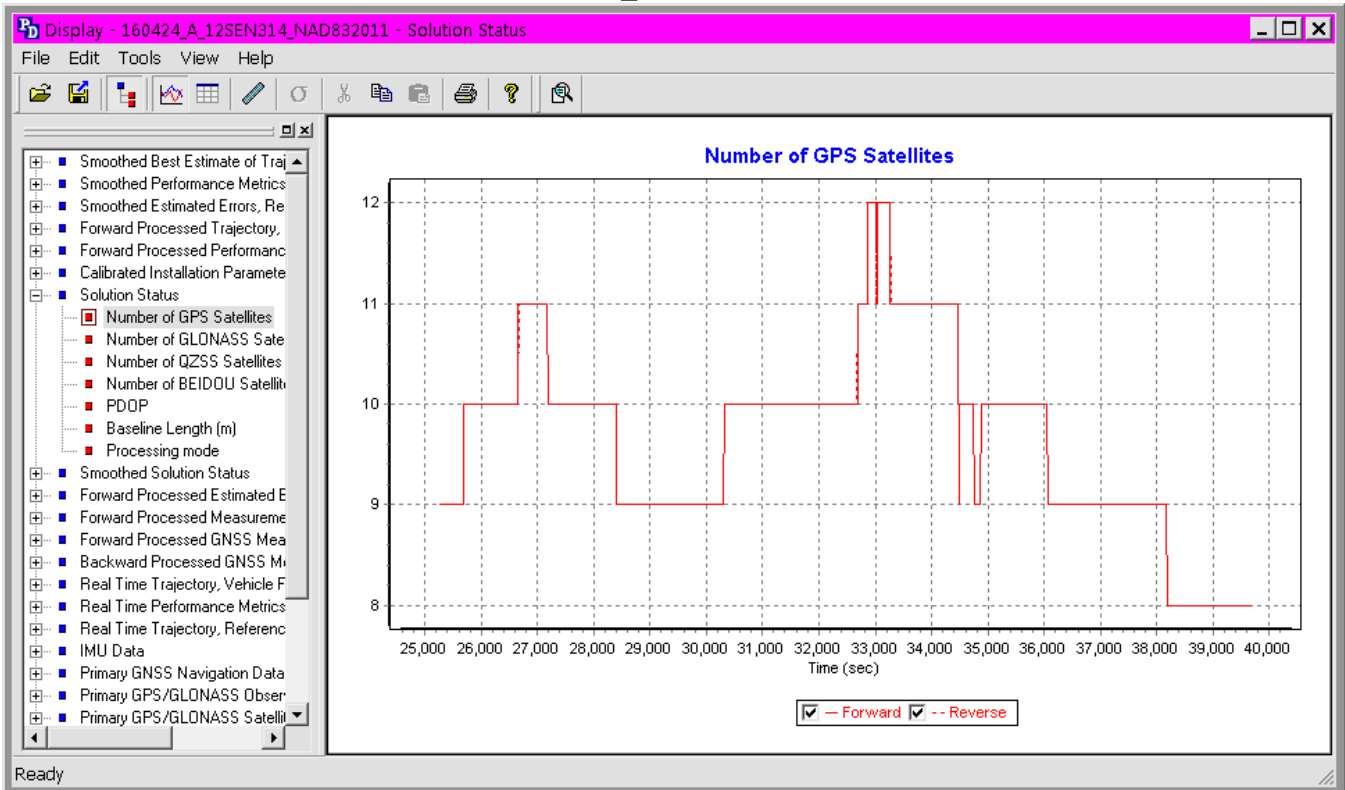 Display - 160424_A_12SEN314_NAD832011 - Solution Status
File Edit Tools View Help
Smoothed Best Estimate of Traj
Smoothed Performance Metrics
Smoothed Estimated Errors, Re
Forward Processed Trajectory,
Forward Processed Performanc
Calibrated Installation Paramete
Solution Status
Number of GPS Satellites
Number of GLONASS Sate
Number of QZSS Satellites
Number of BEIDOU Satellit
PDOP
Baseline Length (m)
Processing mode
Smoothed Solution Status
Forward Processed Estimated E
Forward Processed Measureme
Forward Processed GNSS Mea
Backward Processed GNSS M
Real Time Trajectory, Vehicle F
Real Time Performance Metrics
Real Time Trajectory, Referenc
IMU Data
Primary GNSS Navigation Data
Primary GPS/GLONASS Obser
Primary GPS/GLONASS Satelli
Number of GPS Satellites
12
11
10
9
8
25,000 26,000 27,000 28,000 29,000 30,000 31,000 32,000 33,000 34,000 35,000 36,000 37,000 38,000 39,000 40,000
Time (sec)
— Forward -- Reverse
Ready